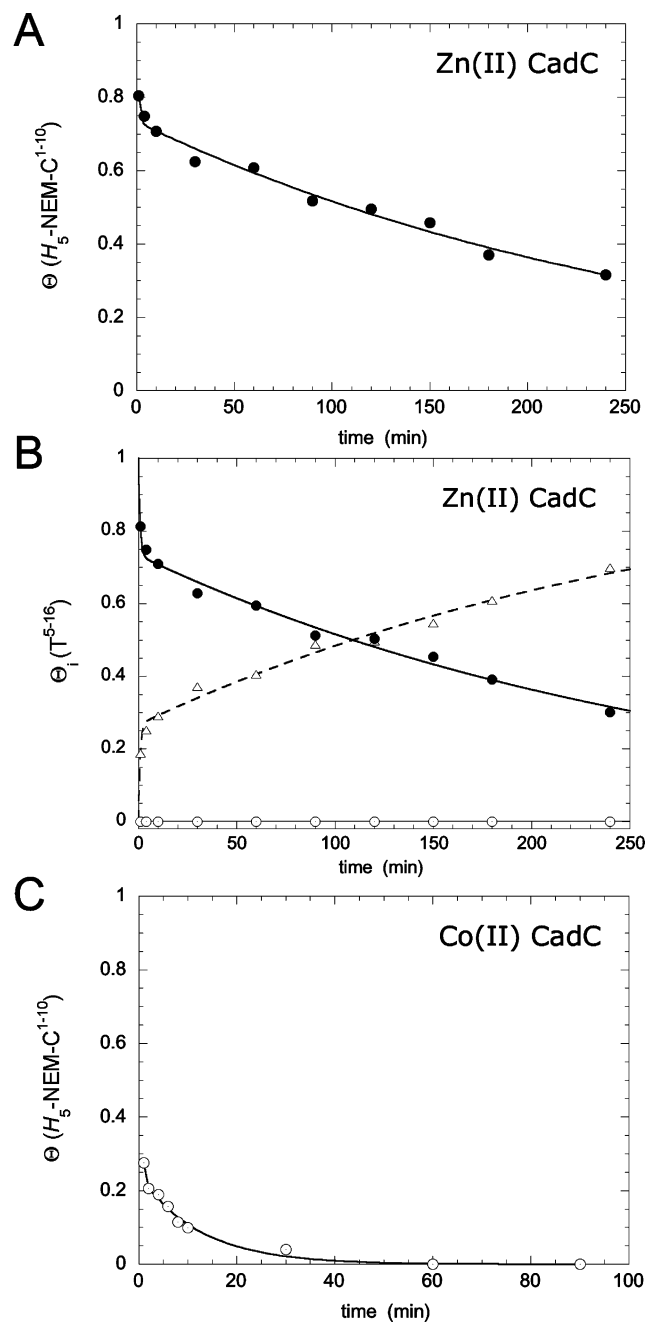 A
Zn(II) CadC
Θ (H5-NEM-C1-10)
1
0.8
0.6
0.4
0.2
0
0 50 100 150 200 250
time (min)
B
Zn(II) CadC
Θi (T5-16)
1
0.8
0.6
0.4
0.2
0
0 50 100 150 200 250
time (min)
C
Co(II) CadC
Θ (H5-NEM-C1-10)
1
0.8
0.6
0.4
0.2
0
0 20 40 60 80 100
time (min)